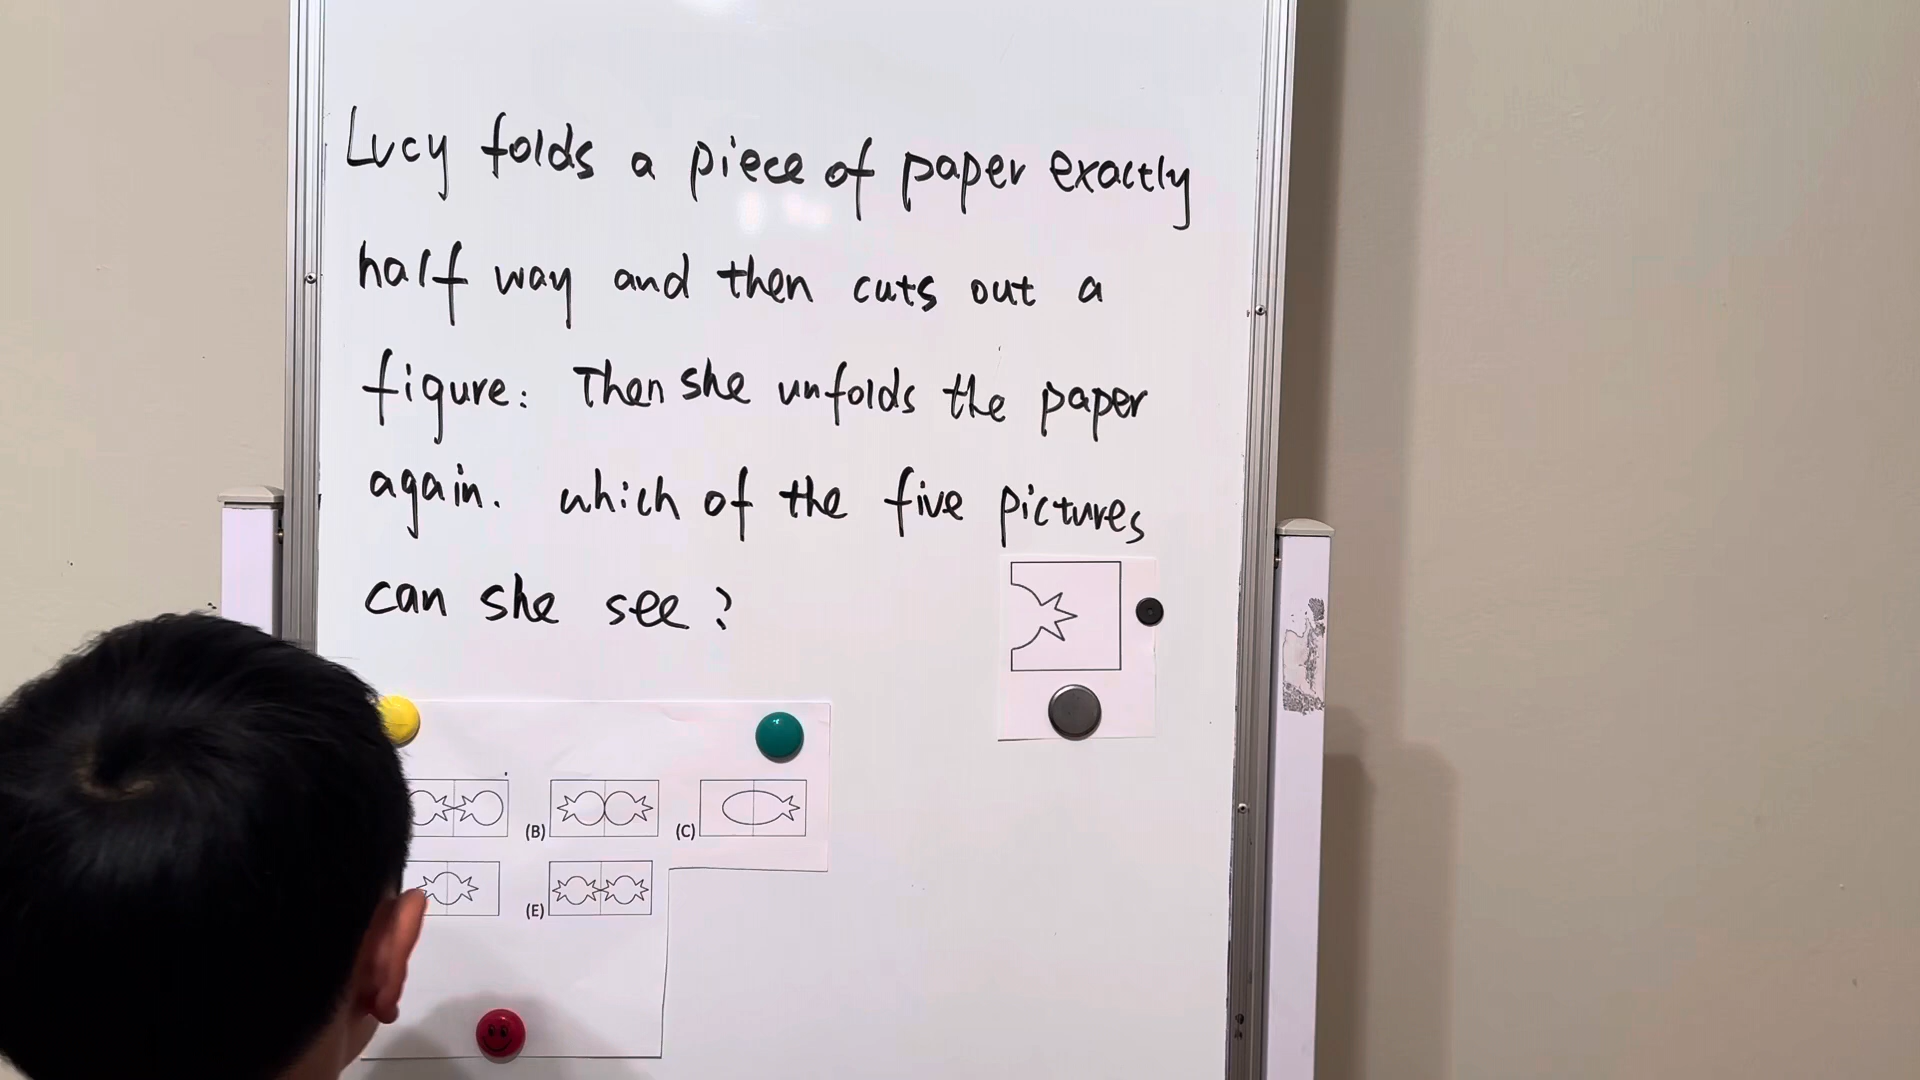 Lucy folds a piece of paper exactly
half way and then cuts out a
figure: Then she unfolds the paper
again. which of the five pictures
can she see?
(B) (C)
(E)